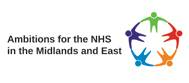 Ambitions for the NHS
in the Midlands and East